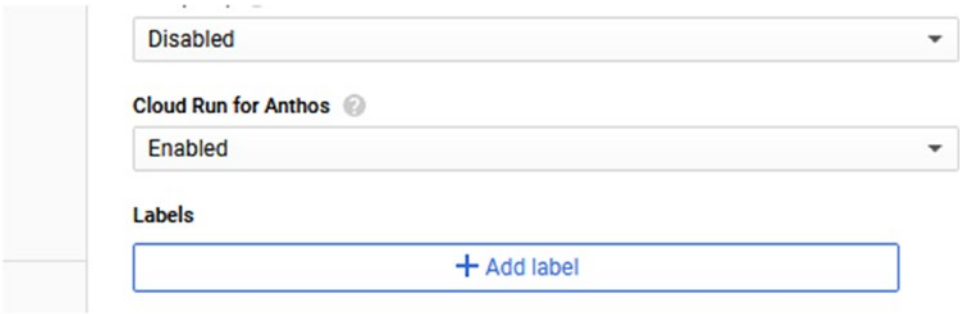 Disabled
Cloud Run for Anthos ?
Enabled
Labels
+ Add label